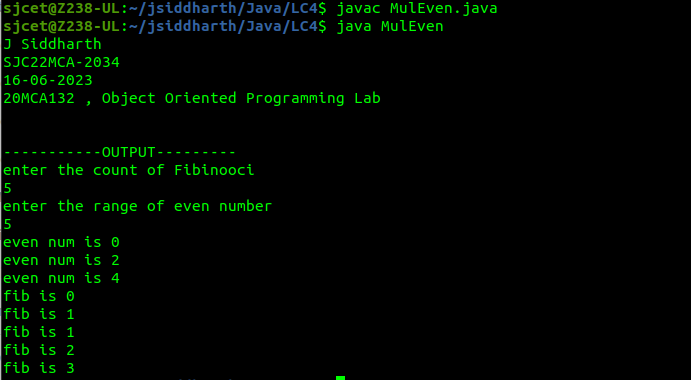 sjcet@Z238-UL:~/jsiddharth/Java/LC4$ javac MulEven.java
sjcet@Z238-UL:~/jsiddharth/Java/LC4$ java MulEven
J Siddharth
SJC22MCA-2034
16-06-2023
20MCA132 , Object Oriented Programming Lab
-----------OUTPUT---------
enter the count of Fibinooci
5
enter the range of even number
5
even num is 0
even num is 2
even num is 4
fib is 0
fib is 1
fib is 1
fib is 2
fib is 3